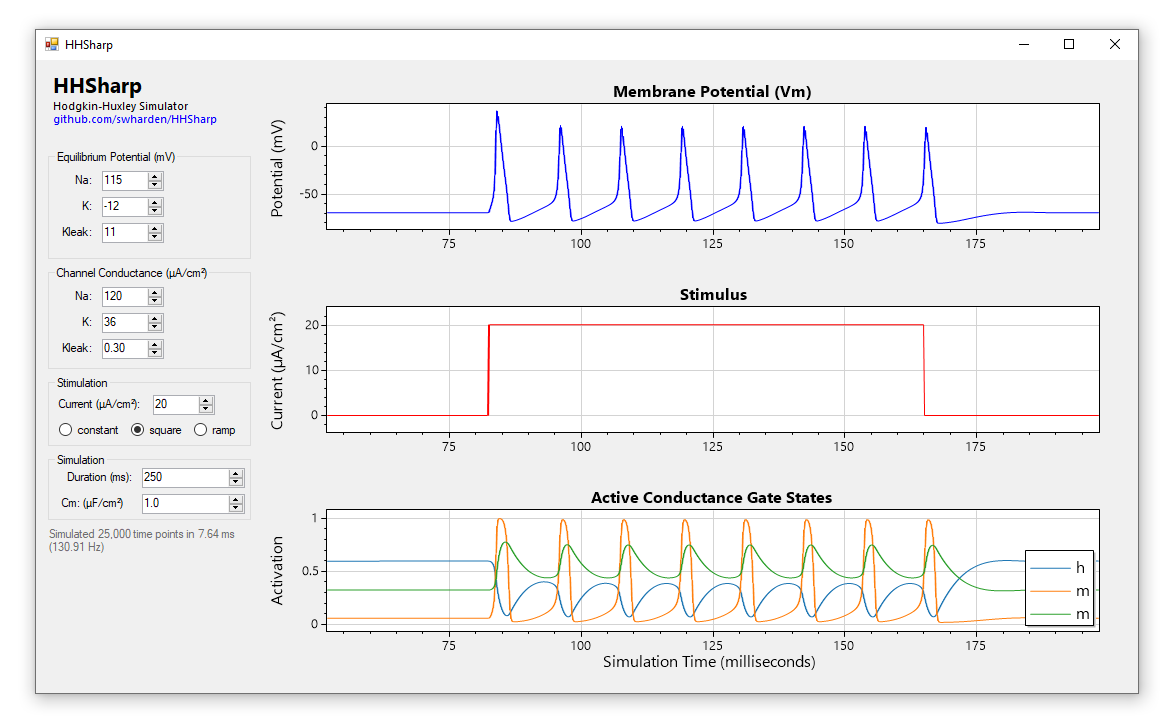 HHSharp
HHSharp
Hodgkin-Huxley Simulator
github.com/swharden/HHSharp
Equilibrium Potential (mV)
Na: 115
K: -12
Kleak: 11
Channel Conductance (µA/cm²)
Na: 120
K: 36
Kleak: 0.30
Stimulation
Current (µA/cm²): 20
constant square ramp
Simulation
Duration (ms): 250
Cm: (µF/cm²) 1.0
Simulated 25,000 time points in 7.64 ms
(130.91 Hz)
Membrane Potential (Vm)
Potential (mV)
0
-50
75 100 125 150 175
Stimulus
Current (µA/cm²)
20
10
0
75 100 125 150 175
Active Conductance Gate States
Activation
1
0.5
0
h
m
m
75 100 125 150 175
Simulation Time (milliseconds)